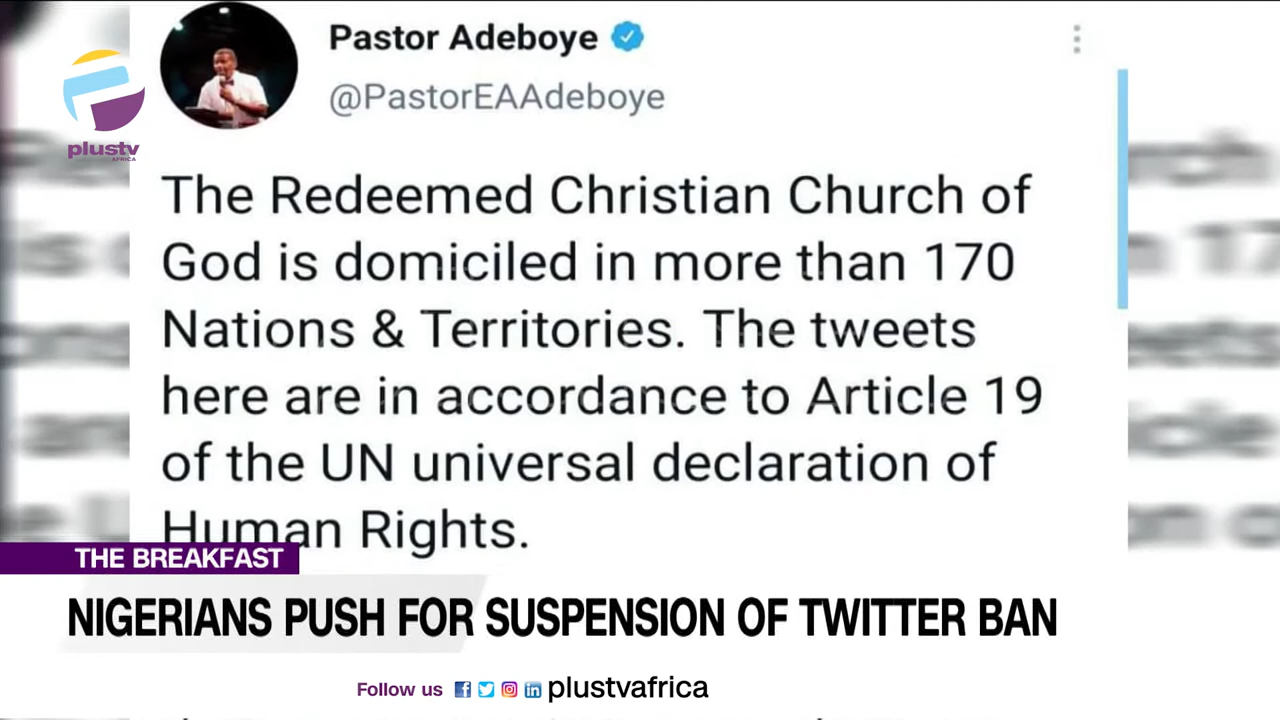 Pastor Adeboye
@PastorEAAdeboye
plustv
AFRICA
The Redeemed Christian Church of
God is domiciled in more than 170
Nations & Territories. The tweets
here are in accordance to Article 19
of the UN universal declaration of
Human Rights.
THE BREAKFAST
NIGERIANS PUSH FOR SUSPENSION OF TWITTER BAN
Follow us plustvafrica